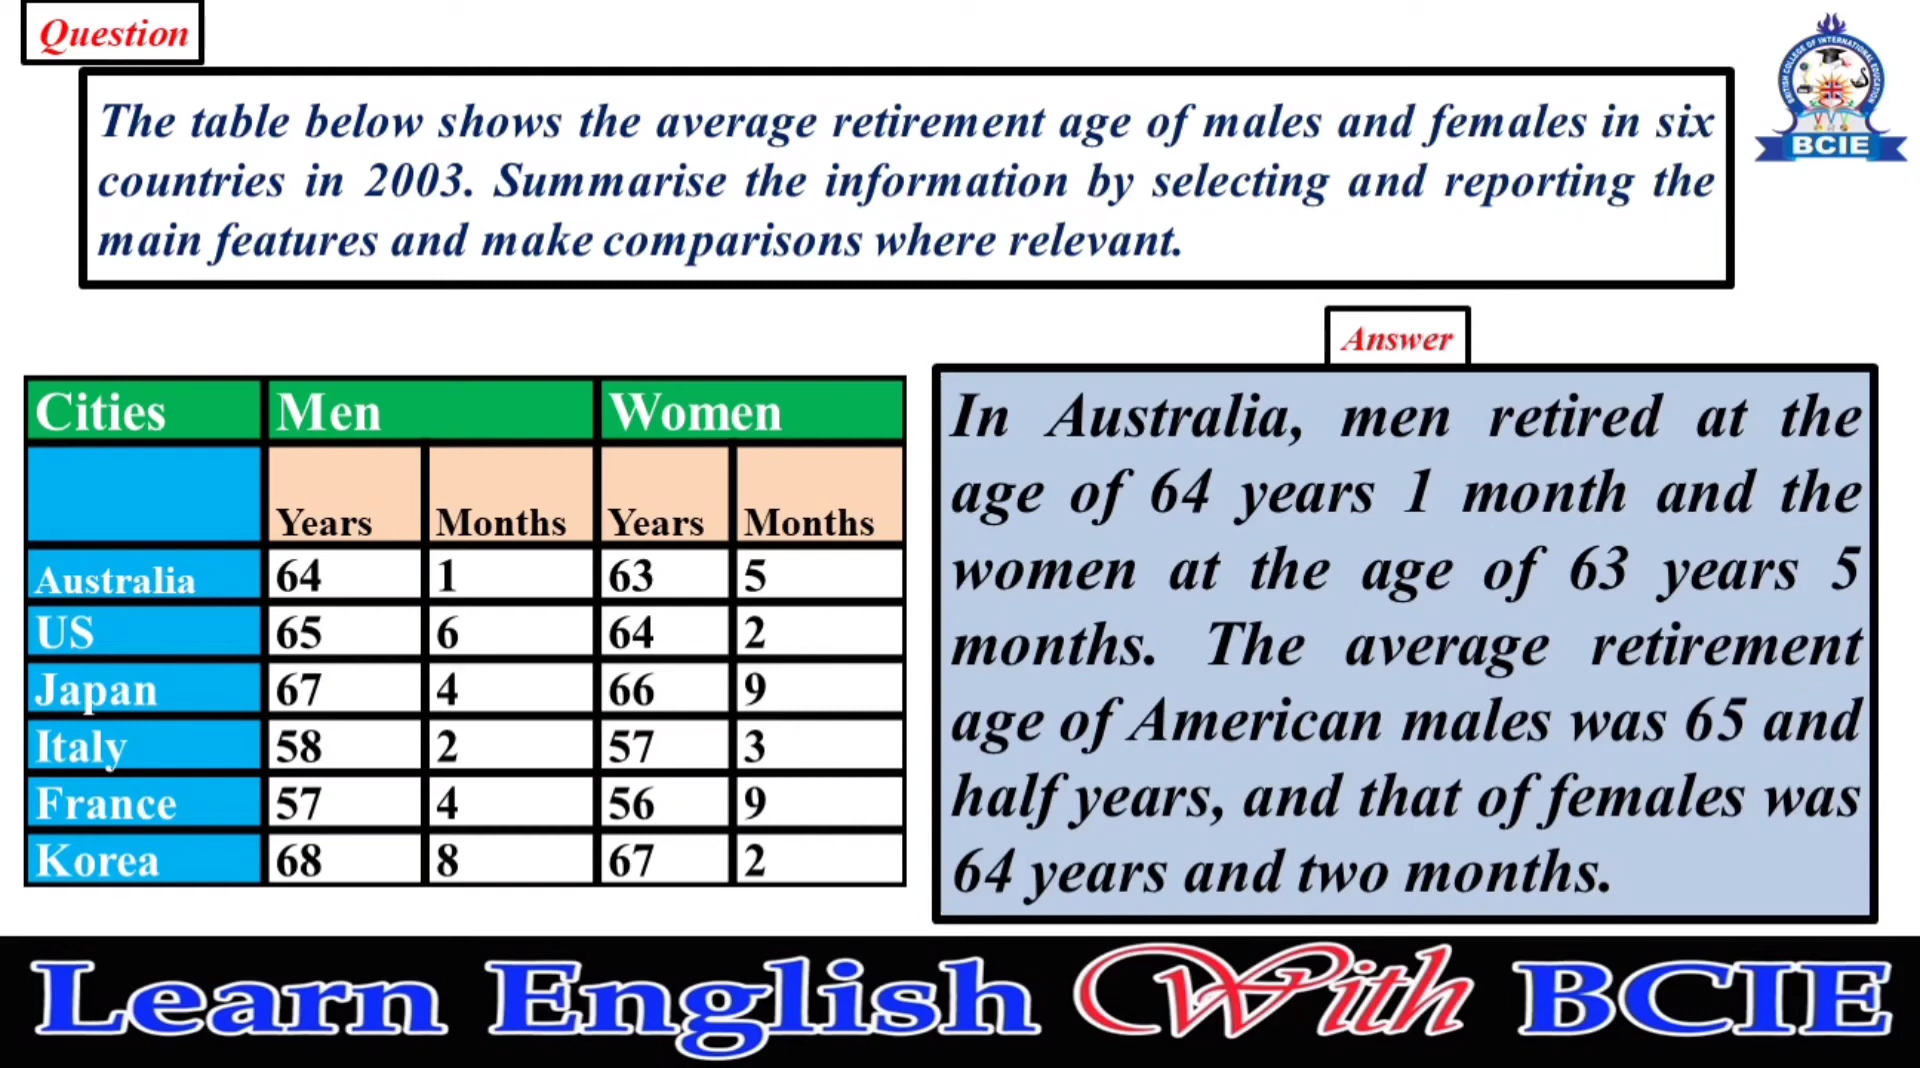 Question
The table below shows the average retirement age of males and females in six
countries in 2003. Summarise the information by selecting and reporting the
main features and make comparisons where relevant.
BRITISH COLLEGE OF INTERNATIONAL EDUCATION
BCIE
Answer
Cities Men Women
Years Months Years Months
Australia 64 1 63 5
US 65 6 64 2
Japan 67 4 66 9
Italy 58 2 57 3
France 57 4 56 9
Korea 68 8 67 2
In Australia, men retired at the
age of 64 years 1 month and the
women at the age of 63 years 5
months. The average retirement
age of American males was 65 and
half years, and that of females was
64 years and two months.
Learn English With BCIE